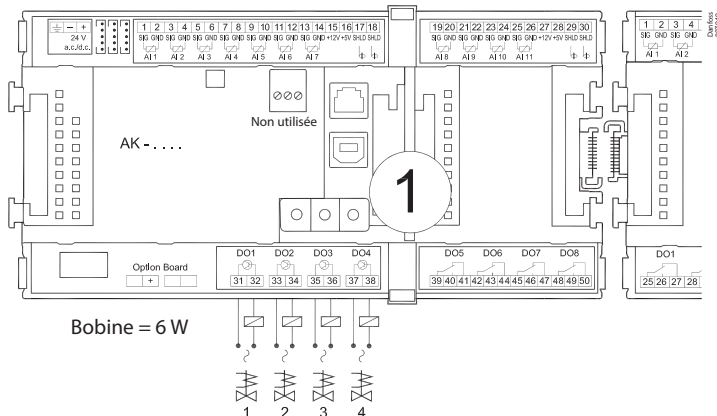 1 2 3 4 5 6 7 8 9 10 11 12 13 14 15 16 17 18
- +
24 V
a.c./d.c.
SIG GND SIG GND SIG GND SIG GND SIG GND SIG GND SIG GND +12V +5V SHLD SHLD
AI 1 AI 2 AI 3 AI 4 AI 5 AI 6 AI 7
19 20 21 22 23 24 25 26 27 28 29 30
SIG GND SIG GND SIG GND SIG GND +12V +5V SHLD SHLD
AI 8 AI 9 AI 10 AI 11
1 2 3 4
SIG GND SIG GND
AI 1 AI 2
Danfoss
Non utilisée
AK - . . . .
1
Option Board
+
DO1 DO2 DO3 DO4
31 32 33 34 35 36 37 38
DO5 DO6 DO7 DO8
39 40 41 42 43 44 45 46 47 48 49 50
DO1
25 26 27 28
Bobine = 6 W
1 2 3 4